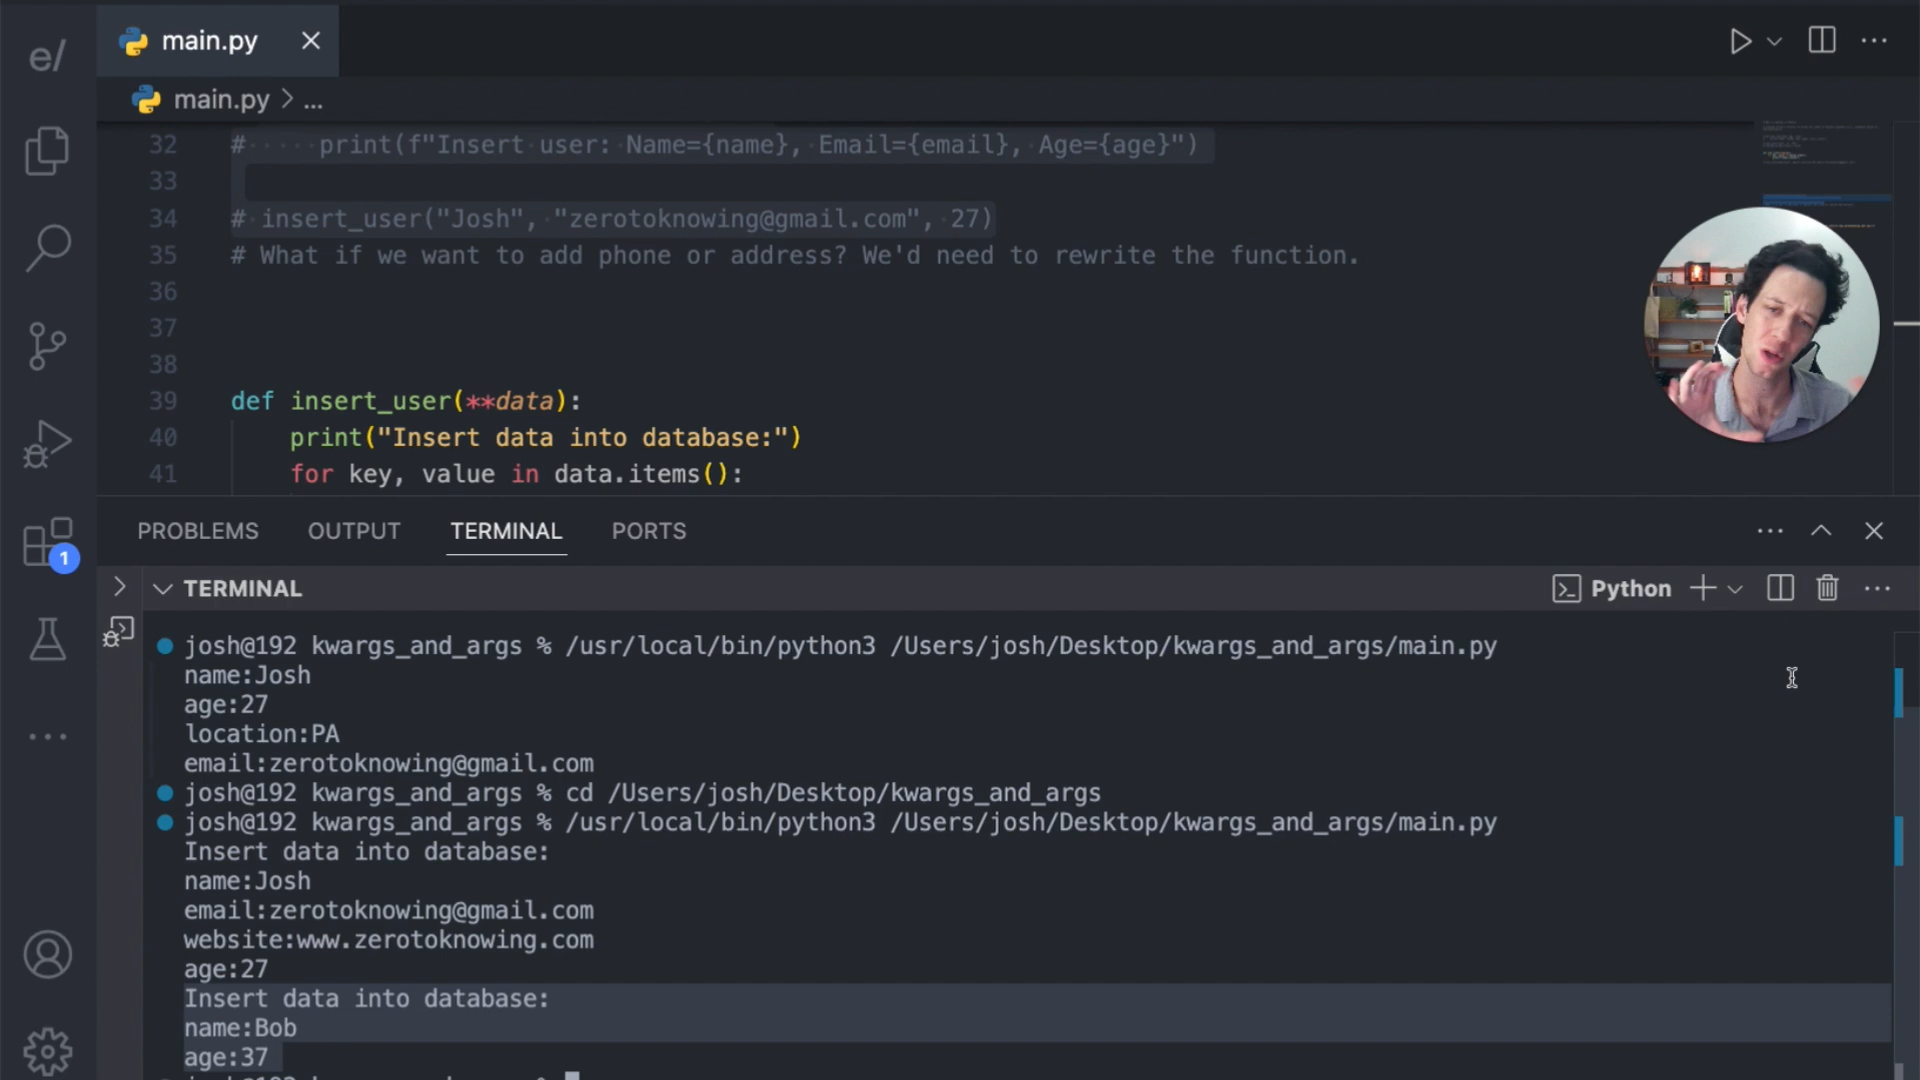 e/
main.py
main.py > ...
32 #     print(f"Insert user: Name={name}, Email={email}, Age={age}")
33
34 # insert_user("Josh", "zerotoknowing@gmail.com", 27)
35 # What if we want to add phone or address? We'd need to rewrite the function.
36
37
38
39 def insert_user(**data):
40     print("Insert data into database:")
41     for key, value in data.items():
PROBLEMS OUTPUT TERMINAL PORTS
1
TERMINAL
Python
josh@192 kwargs_and_args % /usr/local/bin/python3 /Users/josh/Desktop/kwargs_and_args/main.py
name:Josh
age:27
location:PA
email:zerotoknowing@gmail.com
josh@192 kwargs_and_args % cd /Users/josh/Desktop/kwargs_and_args
josh@192 kwargs_and_args % /usr/local/bin/python3 /Users/josh/Desktop/kwargs_and_args/main.py
Insert data into database:
name:Josh
email:zerotoknowing@gmail.com
website:www.zerotoknowing.com
age:27
Insert data into database:
name:Bob
age:37